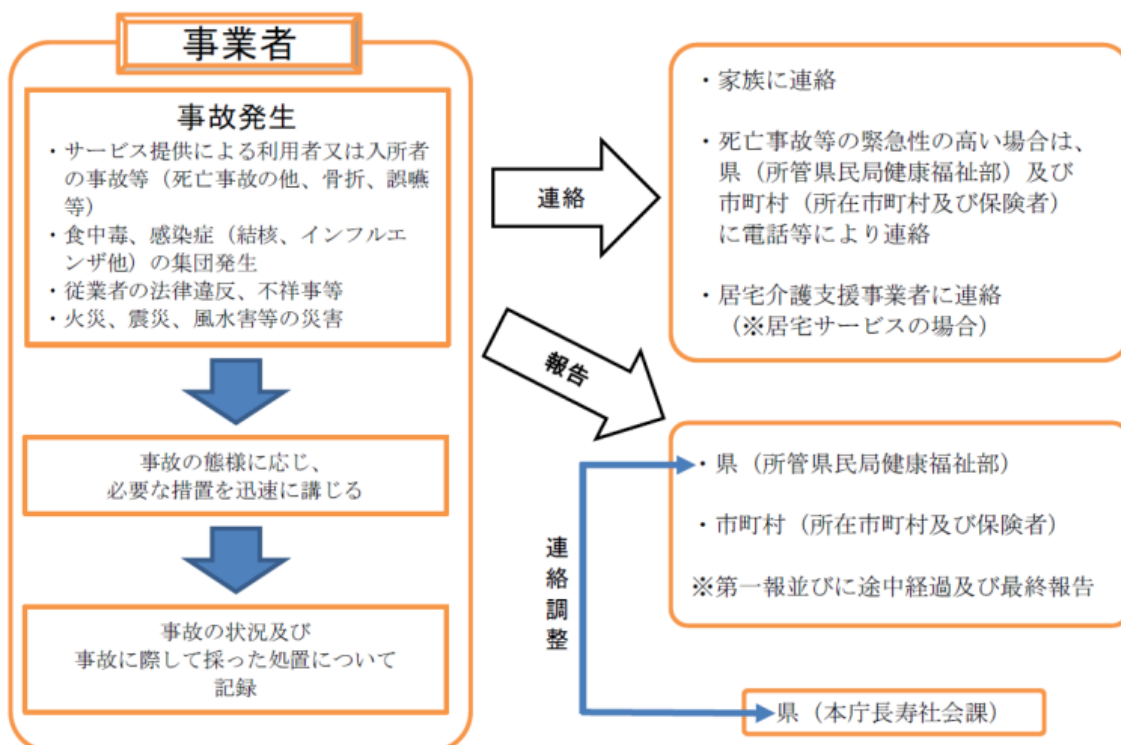 事業者
事故発生
・サービス提供による利用者又は入所者
の事故等（死亡事故の他、骨折、誤嚥
等）
・食中毒、感染症（結核、インフルエ
ンザ他）の集団発生
・従業者の法律違反、不祥事等
・火災、震災、風水害等の災害
事故の態様に応じ、
必要な措置を迅速に講じる
事故の状況及び
事故に際して採った処置について
記録
連絡
・家族に連絡
・死亡事故等の緊急性の高い場合は、
県（所管県民局健康福祉部）及び
市町村（所在市町村及び保険者）
に電話等により連絡
・居宅介護支援事業者に連絡
（※居宅サービスの場合）
報告
・県（所管県民局健康福祉部）
・市町村（所在市町村及び保険者）
※第一報並びに途中経過及び最終報告
連絡調整
県（本庁長寿社会課）